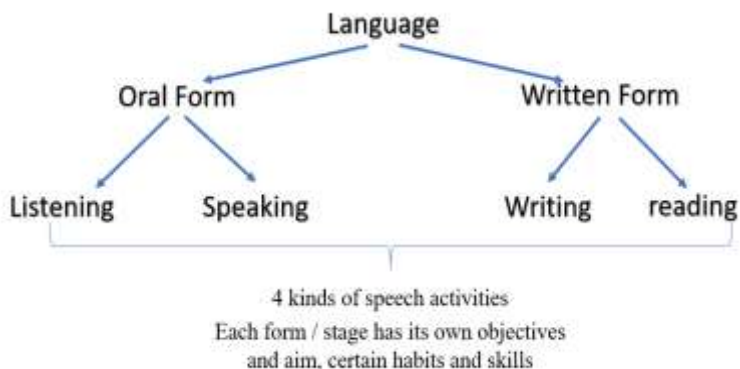 Language
Oral Form
Written Form
Listening
Speaking
Writing
reading
4 kinds of speech activities
Each form / stage has its own objectives
and aim, certain habits and skills